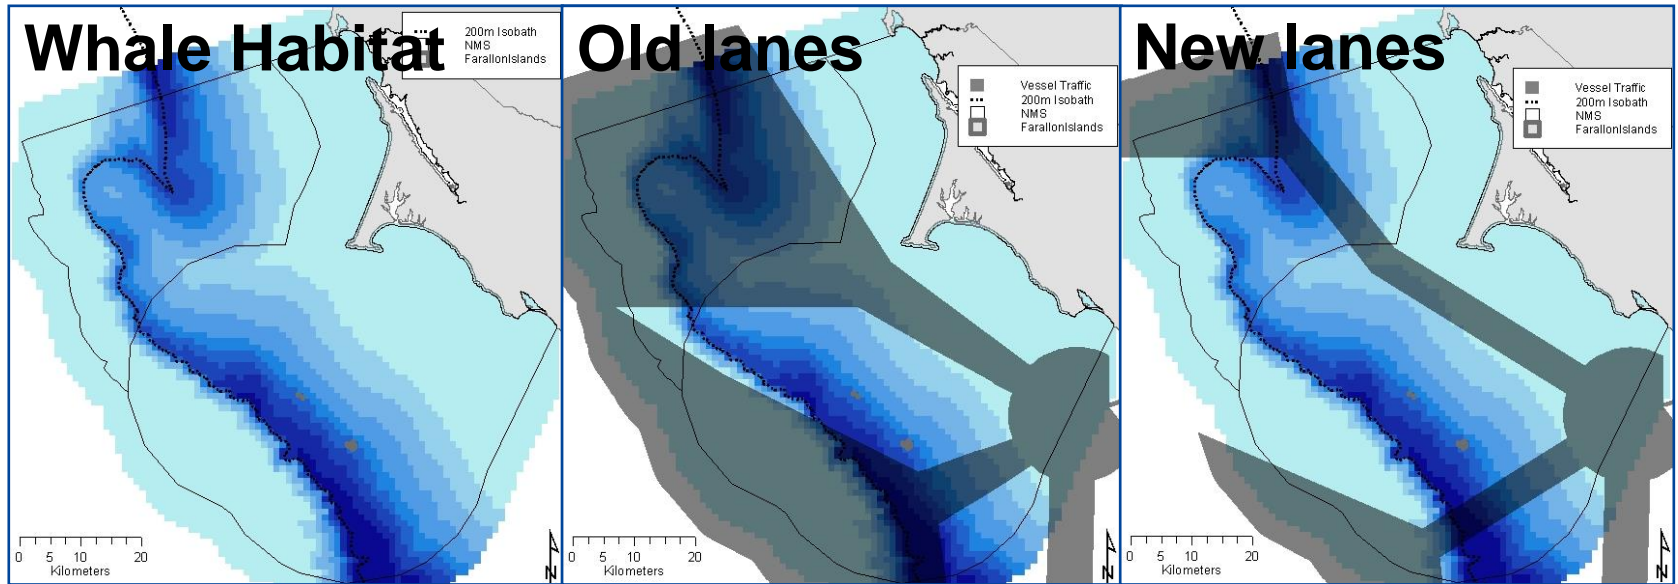 Whale Habitat
200m Isobath
NMS
FarallonIslands
0 5 10 20
Kilometers
N
Old lanes
Vessel Traffic
200m Isobath
NMS
FarallonIslands
0 5 10 20
Kilometers
N
New lanes
Vessel Traffic
200m Isobath
NMS
FarallonIslands
0 5 10 20
Kilometers
N